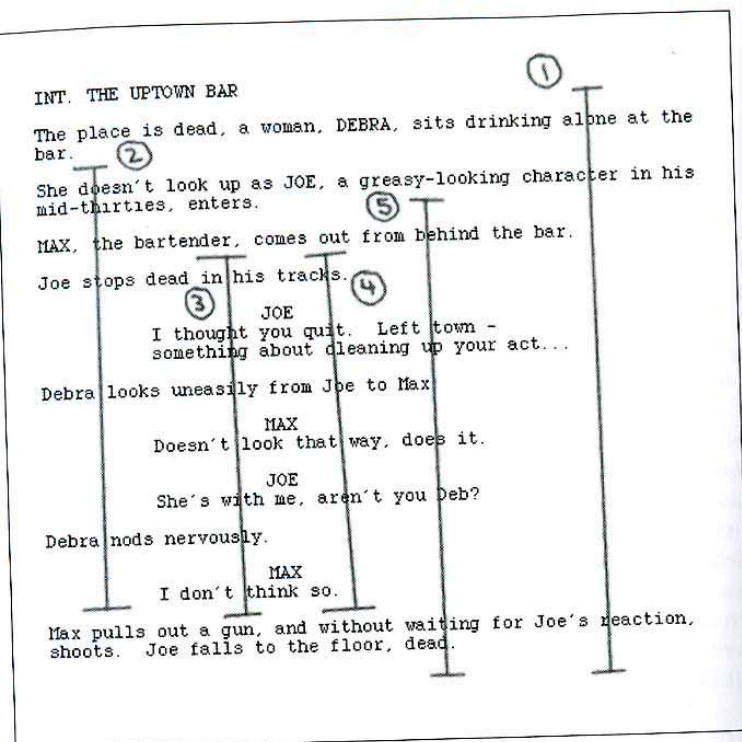 ①
INT. THE UPTOWN BAR
The place is dead, a woman, DEBRA, sits drinking alone at the
bar.
②
She doesn't look up as JOE, a greasy-looking character in his
mid-thirties, enters.
⑤
MAX, the bartender, comes out from behind the bar.
Joe stops dead in his tracks.
③ ④
JOE
I thought you quit. Left town -
something about cleaning up your act...
Debra looks uneasily from Joe to Max
MAX
Doesn't look that way, does it.
JOE
She's with me, aren't you Deb?
Debra nods nervously.
MAX
I don't think so.
Max pulls out a gun, and without waiting for Joe's reaction,
shoots. Joe falls to the floor, dead.